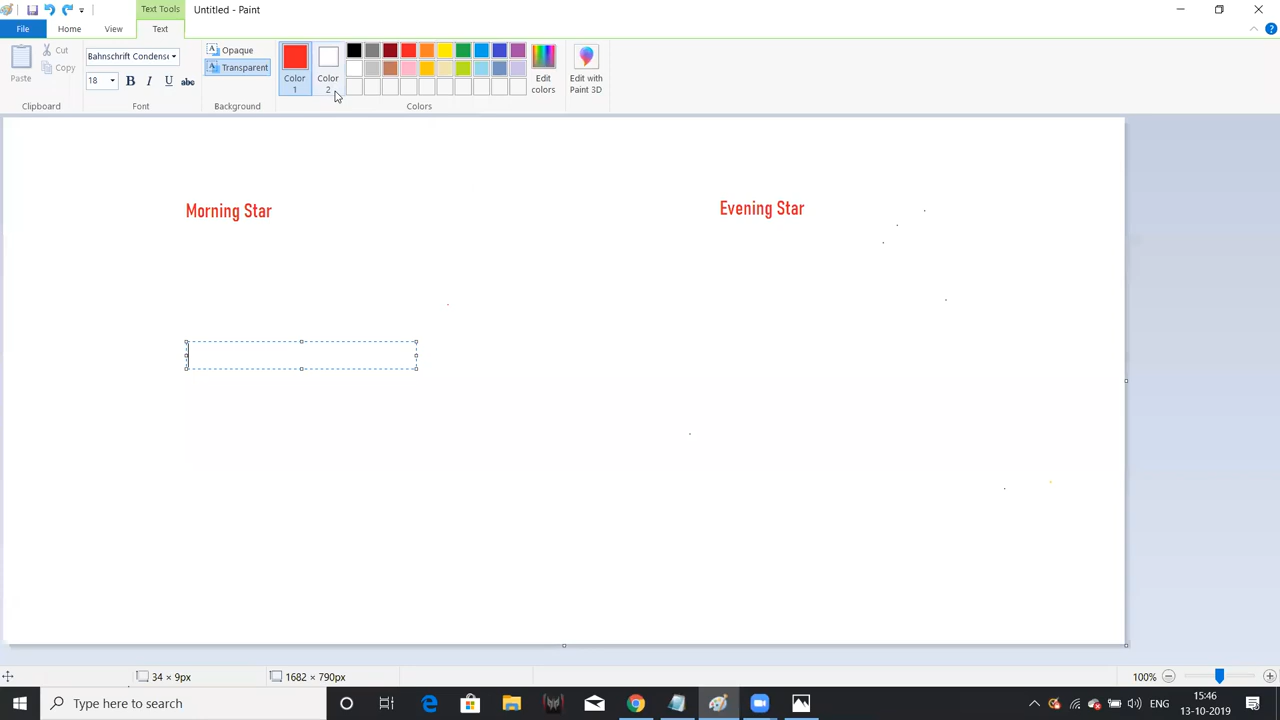 Text Tools
Untitled - Paint
File
Home
View
Text
Paste
Cut
Copy
Clipboard
Bahnschrift Condense
18
B I U abc
Font
Opaque
Transparent
Background
Color
1
Color
2
Colors
Edit
colors
Edit with
Paint 3D
Morning Star
Evening Star
34 × 9px
1682 × 790px
100%
Type here to search
ENG
15:46
13-10-2019